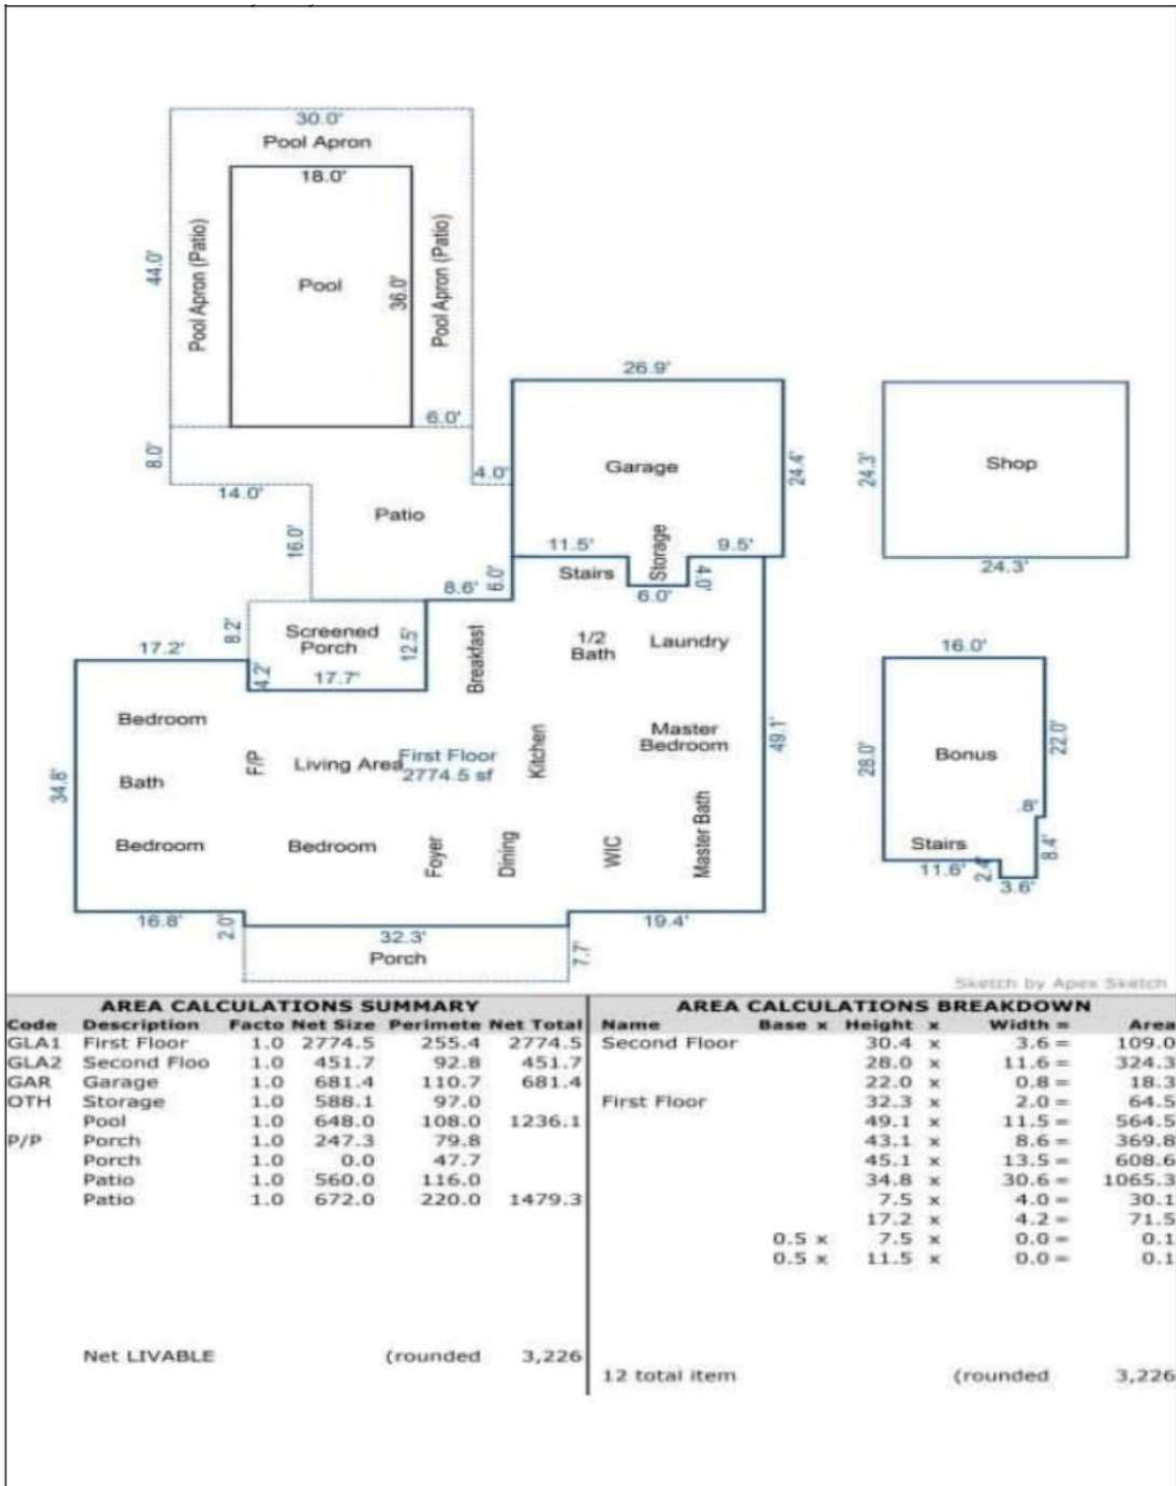 30.0'
Pool Apron
18.0'
Pool Apron (Patio)
44.0'
Pool
36.0'
Pool Apron (Patio)
6.0'
8.0'
14.0'
4.0'
Patio
16.0'
26.9'
Garage
24.4'
11.5'
Storage
9.5'
Stairs
6.0'
4.0'
24.3'
Shop
24.3'
8.6'
6.0'
8.2'
Screened
Porch
12.5'
17.2'
4.2'
17.7'
Breakfast
1/2
Bath
Laundry
Bedroom
Master
Bedroom
49.1'
F/P
Living Area
First Floor
2774.5 sf
Kitchen
34.8'
Bath
Bedroom
Bedroom
Foyer
Dining
WIC
Master Bath
16.8'
2.0'
32.3'
Porch
7.7'
19.4'
16.0'
28.0'
Bonus
22.0'
.8'
Stairs
8.4'
11.6'
2.4'
3.6'
Sketch by Apex Sketch
AREA CALCULATIONS SUMMARY
Code Description Facto Net Size Perimete Net Total
GLA1 First Floor 1.0 2774.5 255.4 2774.5
GLA2 Second Floo 1.0 451.7 92.8 451.7
GAR Garage 1.0 681.4 110.7 681.4
OTH Storage 1.0 588.1 97.0
Pool 1.0 648.0 108.0 1236.1
P/P Porch 1.0 247.3 79.8
Porch 1.0 0.0 47.7
Patio 1.0 560.0 116.0
Patio 1.0 672.0 220.0 1479.3
Net LIVABLE (rounded 3,226
AREA CALCULATIONS BREAKDOWN
Name Base x Height x Width = Area
Second Floor 30.4 x 3.6 = 109.0
28.0 x 11.6 = 324.3
22.0 x 0.8 = 18.3
First Floor 32.3 x 2.0 = 64.5
49.1 x 11.5 = 564.5
43.1 x 8.6 = 369.8
45.1 x 13.5 = 608.6
34.8 x 30.6 = 1065.3
7.5 x 4.0 = 30.1
17.2 x 4.2 = 71.5
0.5 x 7.5 x 0.0 = 0.1
0.5 x 11.5 x 0.0 = 0.1
12 total item (rounded 3,226